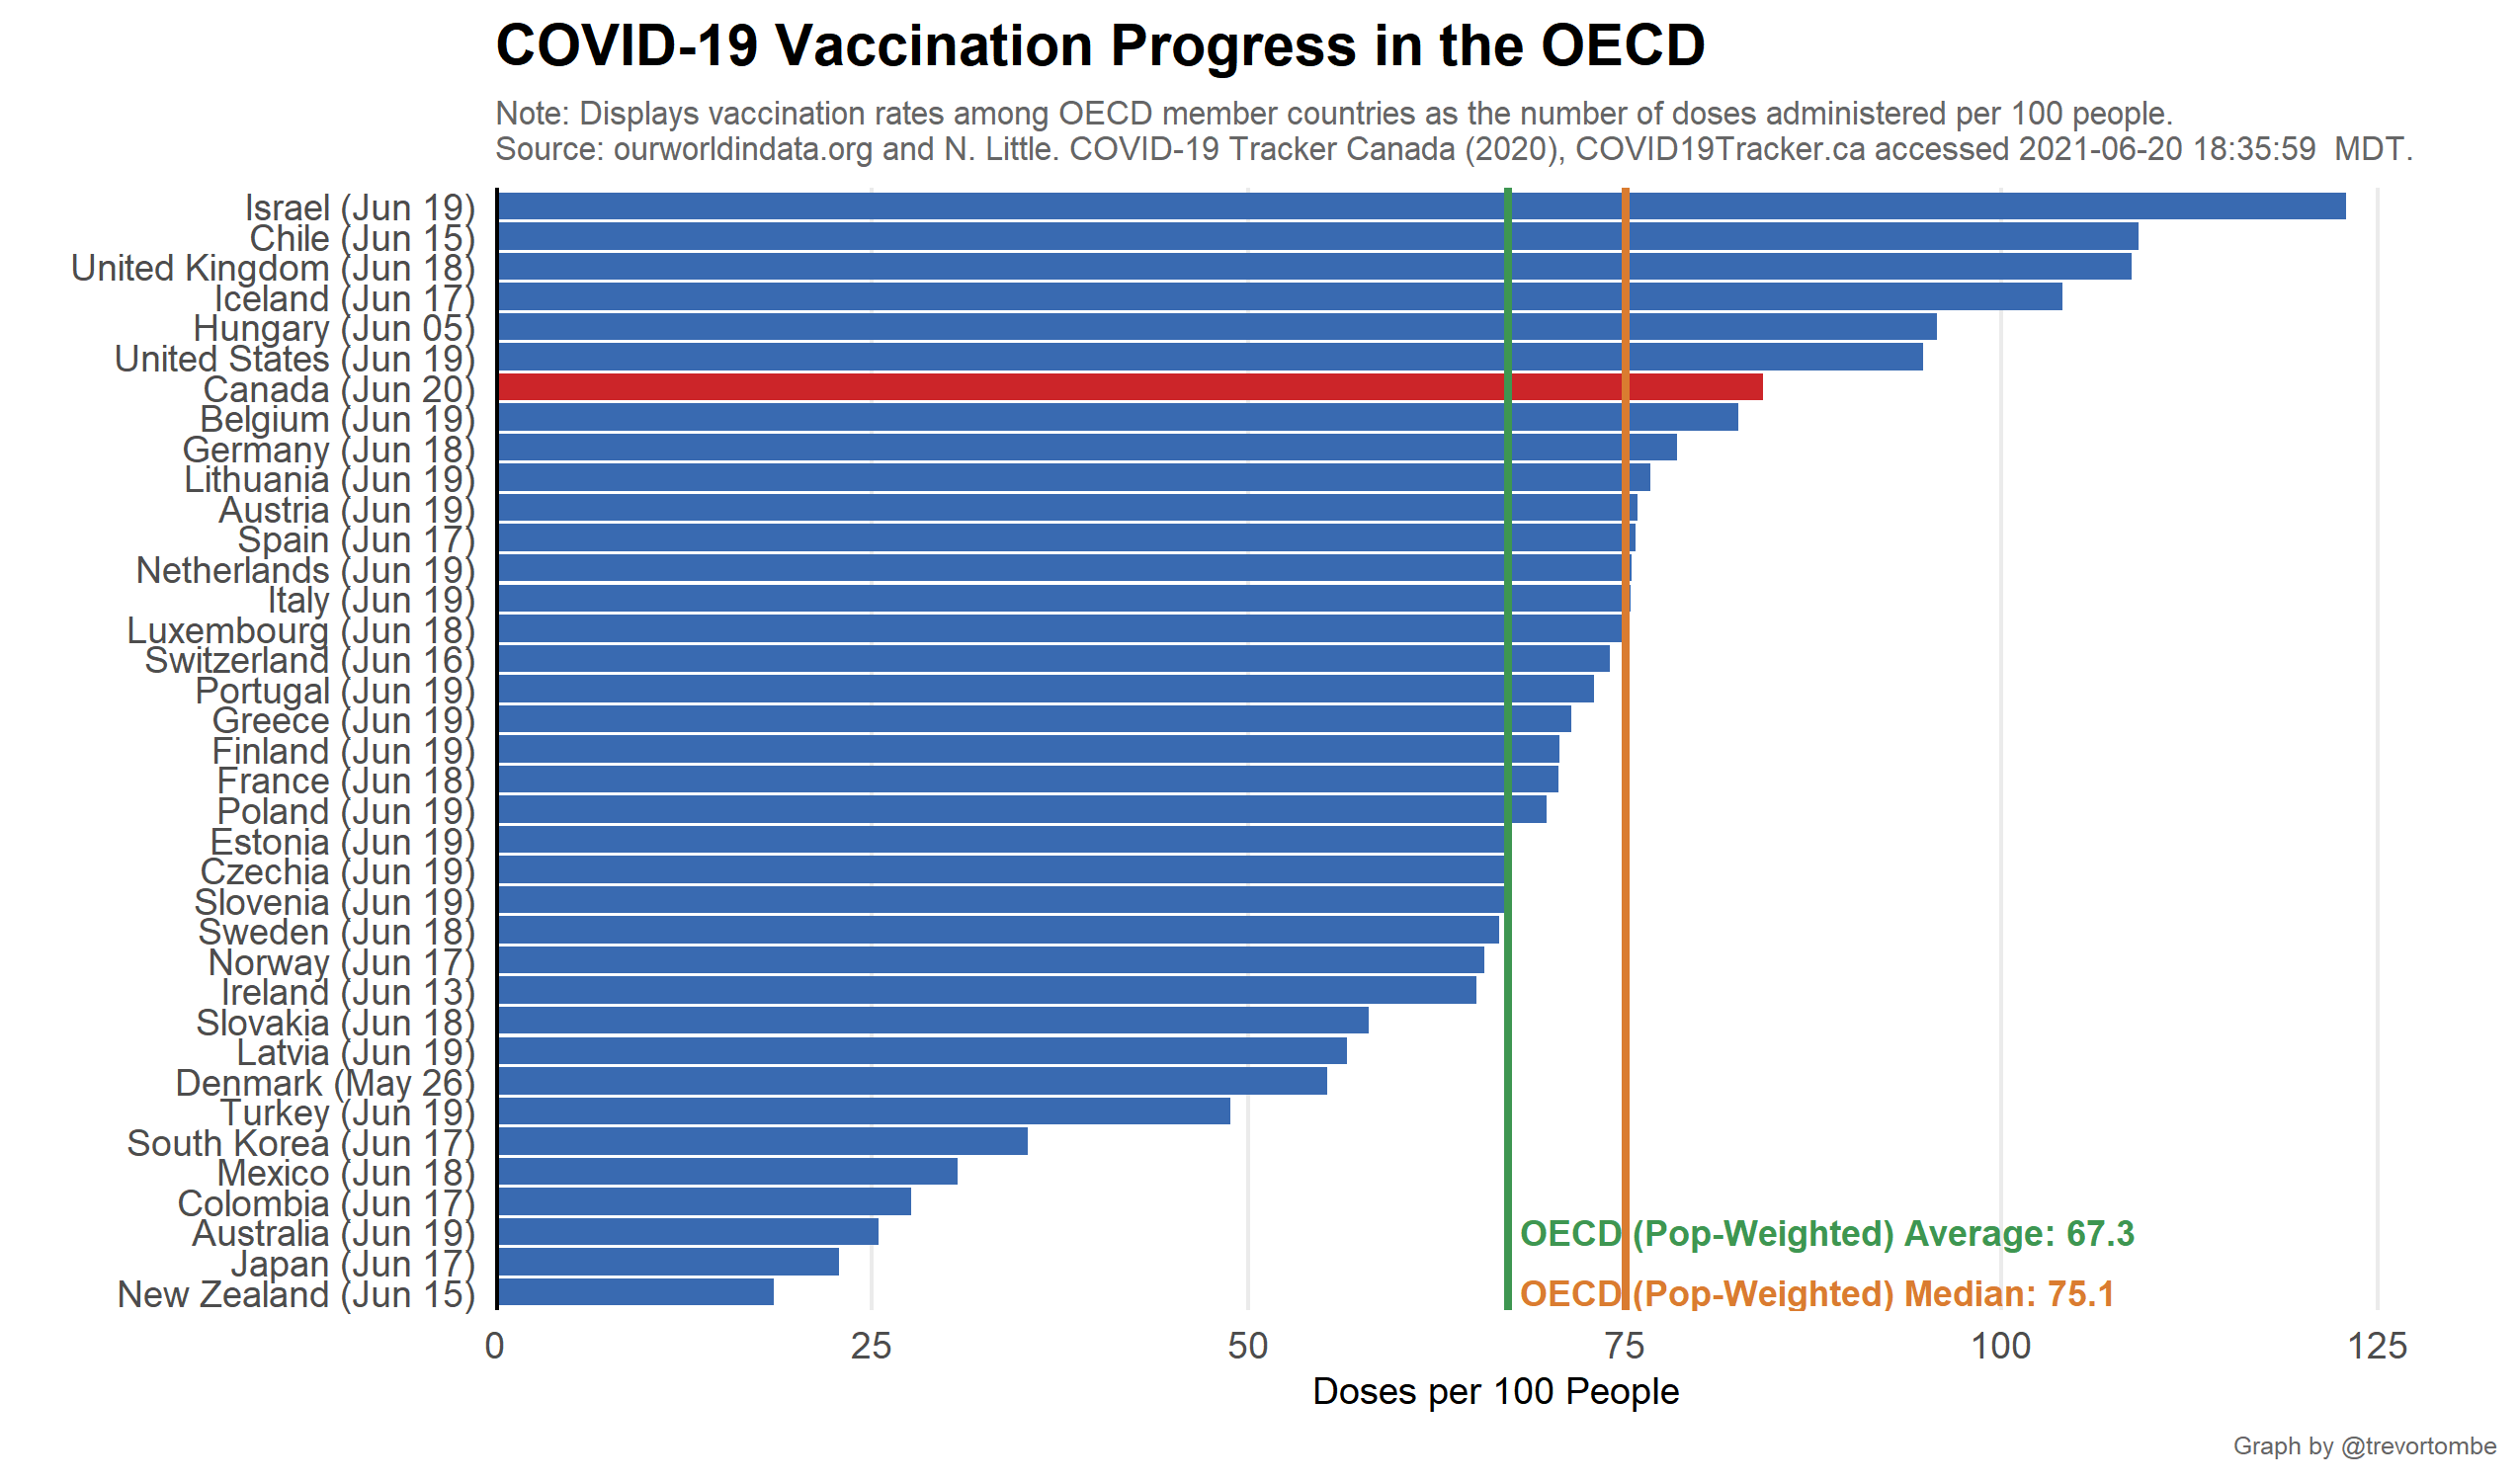 COVID-19 Vaccination Progress in the OECD
Note: Displays vaccination rates among OECD member countries as the number of doses administered per 100 people.
Source: ourworldindata.org and N. Little. COVID-19 Tracker Canada (2020), COVID19Tracker.ca accessed 2021-06-20 18:35:59 MDT.
Israel (Jun 19)
Chile (Jun 15)
United Kingdom (Jun 18)
Iceland (Jun 17)
Hungary (Jun 05)
United States (Jun 19)
Canada (Jun 20)
Belgium (Jun 19)
Germany (Jun 18)
Lithuania (Jun 19)
Austria (Jun 19)
Spain (Jun 17)
Netherlands (Jun 19)
Italy (Jun 19)
Luxembourg (Jun 18)
Switzerland (Jun 16)
Portugal (Jun 19)
Greece (Jun 19)
Finland (Jun 19)
France (Jun 18)
Poland (Jun 19)
Estonia (Jun 19)
Czechia (Jun 19)
Slovenia (Jun 19)
Sweden (Jun 18)
Norway (Jun 17)
Ireland (Jun 13)
Slovakia (Jun 18)
Latvia (Jun 19)
Denmark (May 26)
Turkey (Jun 19)
South Korea (Jun 17)
Mexico (Jun 18)
Colombia (Jun 17)
Australia (Jun 19)
Japan (Jun 17)
New Zealand (Jun 15)
OECD (Pop-Weighted) Average: 67.3
OECD (Pop-Weighted) Median: 75.1
0 25 50 75 100 125
Doses per 100 People
Graph by @trevortombe